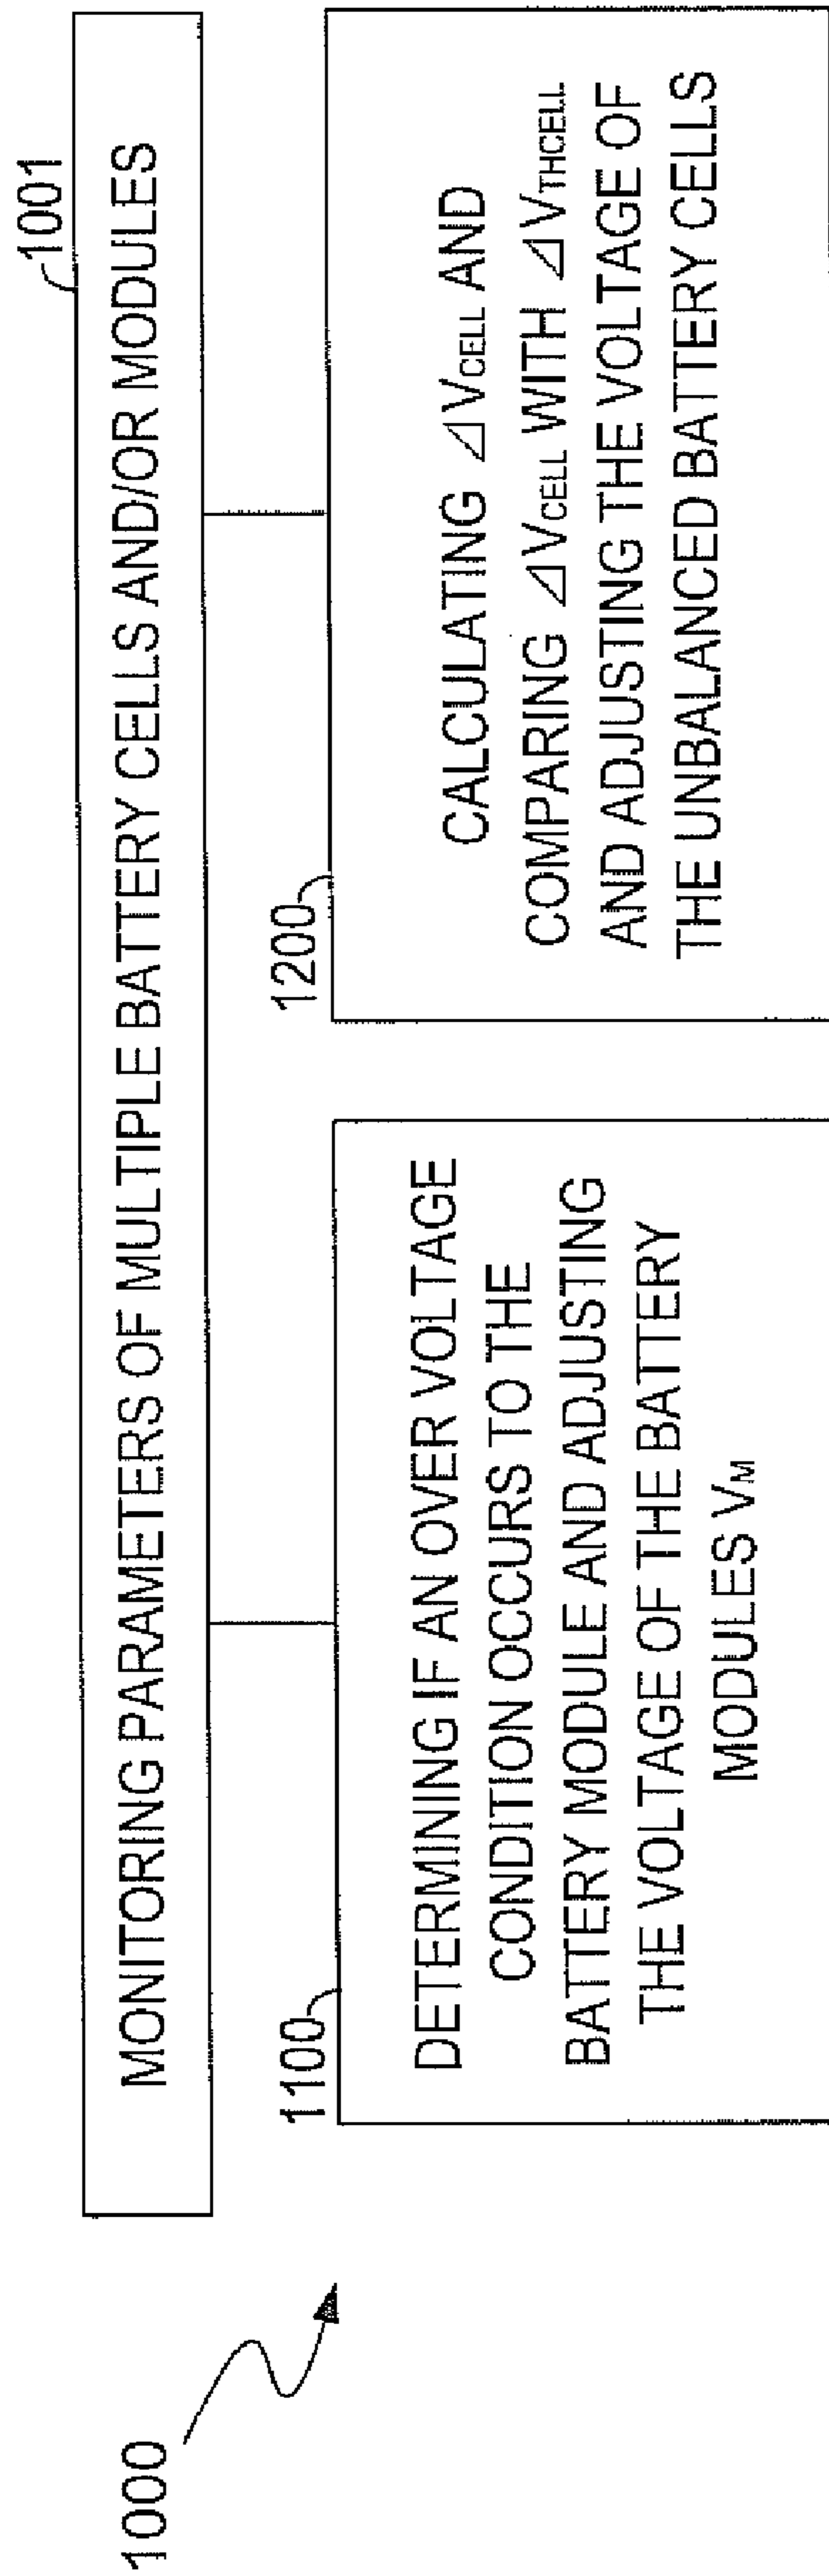 1000
1001
MONITORING PARAMETERS OF MULTIPLE BATTERY CELLS AND/OR MODULES
1100
DETERMINING IF AN OVER VOLTAGE
CONDITION OCCURS TO THE
BATTERY MODULE AND ADJUSTING
THE VOLTAGE OF THE BATTERY
MODULES VM
1200
CALCULATING ⊿VCELL AND
COMPARING ⊿VCELL WITH ⊿VTHCELL
AND ADJUSTING THE VOLTAGE OF
THE UNBALANCED BATTERY CELLS